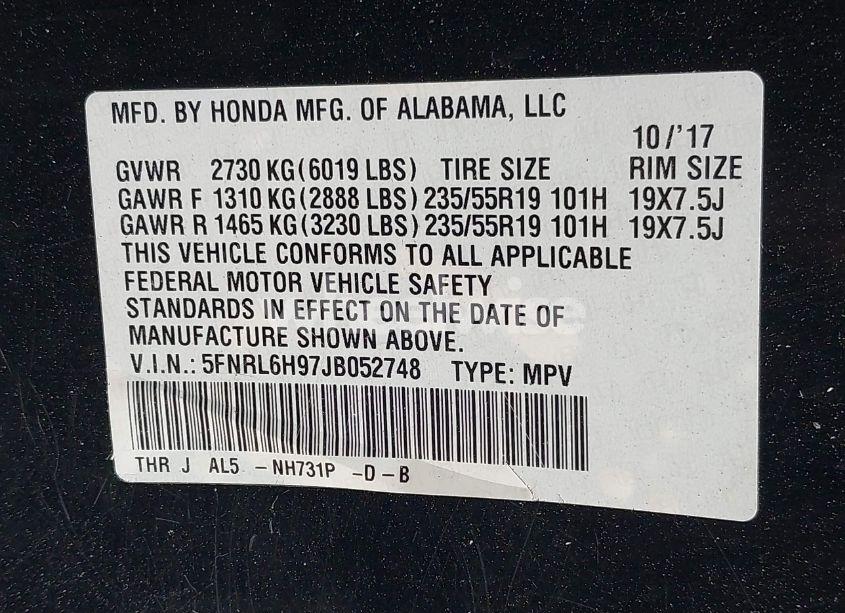 MFD. BY HONDA MFG. OF ALABAMA, LLC
10/'17
GVWR 2730 KG(6019 LBS) TIRE SIZE RIM SIZE
GAWR F 1310 KG(2888 LBS) 235/55R19 101H 19X7.5J
GAWR R 1465 KG(3230 LBS) 235/55R19 101H 19X7.5J
THIS VEHICLE CONFORMS TO ALL APPLICABLE
FEDERAL MOTOR VEHICLE SAFETY
STANDARDS IN EFFECT ON THE DATE OF
MANUFACTURE SHOWN ABOVE.
V.I.N.: 5FNRL6H97JB052748 TYPE: MPV
THR J AL5 -NH731P -D-B